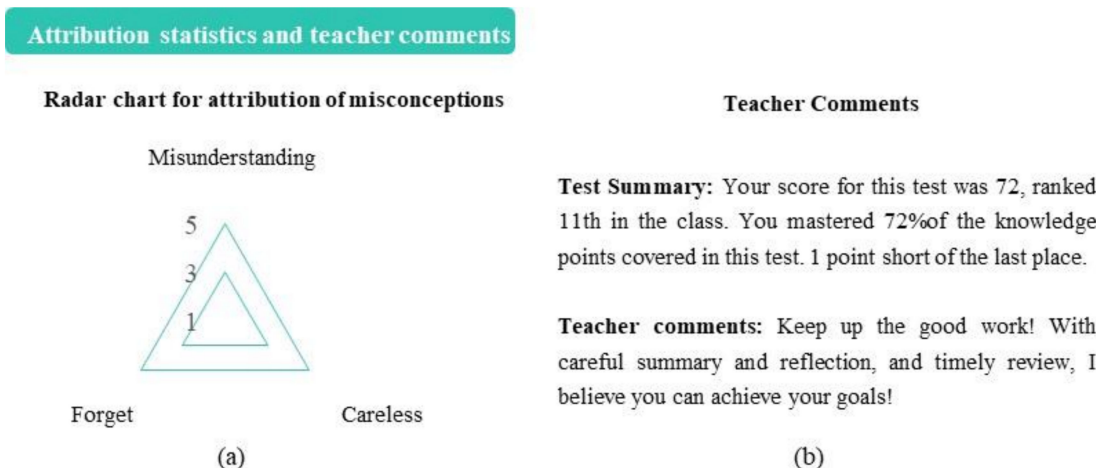 Attribution statistics and teacher comments
Radar chart for attribution of misconceptions
Misunderstanding
5
3
1
Forget
Careless
(a)
Teacher Comments
Test Summary: Your score for this test was 72, ranked
11th in the class. You mastered 72%of the knowledge
points covered in this test. 1 point short of the last place.
Teacher comments: Keep up the good work! With
careful summary and reflection, and timely review, I
believe you can achieve your goals!
(b)